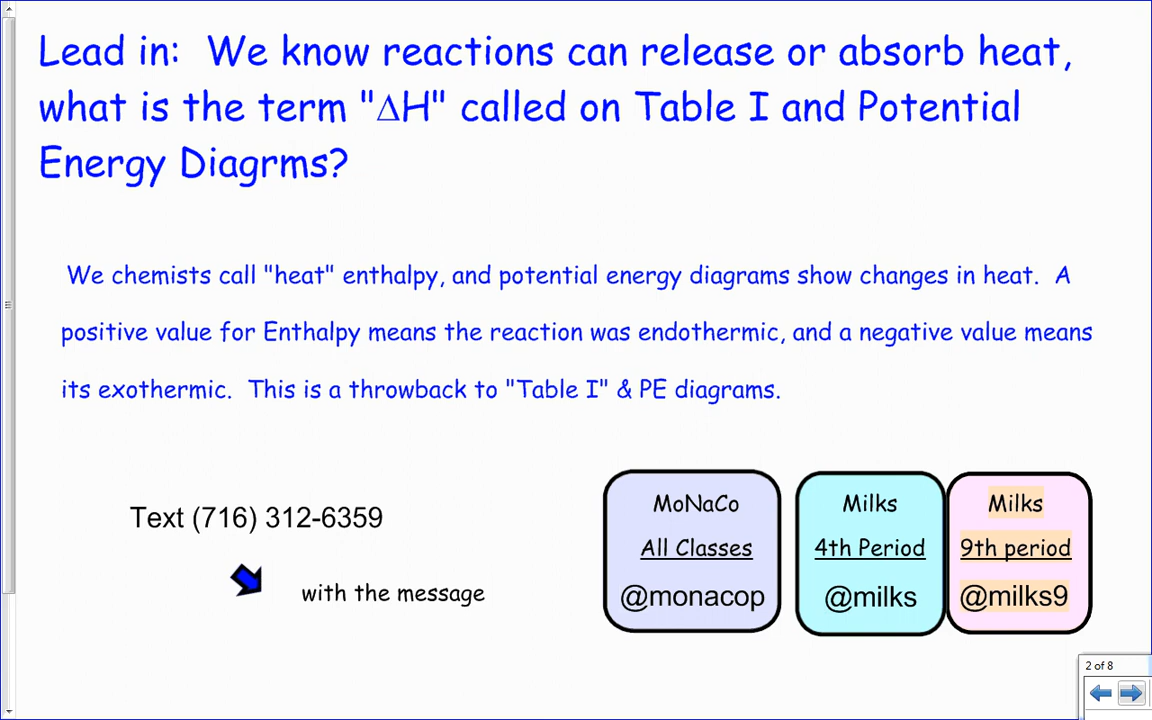 Lead in:  We know reactions can release or absorb heat,
what is the term "ΔH" called on Table I and Potential
Energy Diagrms?
We chemists call "heat" enthalpy, and potential energy diagrams show changes in heat.  A
positive value for Enthalpy means the reaction was endothermic, and a negative value means
its exothermic.  This is a throwback to "Table I" & PE diagrams.
Text (716) 312-6359
with the message
MoNaCo
All Classes
@monacop
Milks
4th Period
@milks
Milks
9th period
@milks9
2 of 8